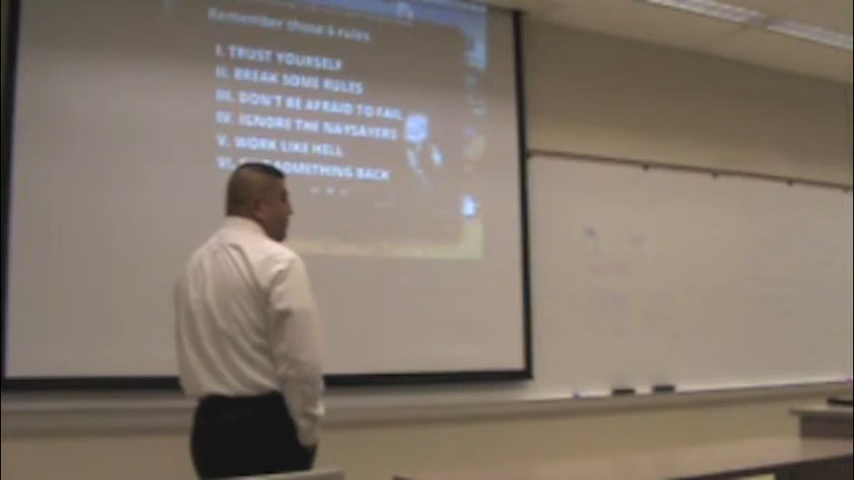 Remember those 6 rules
I. TRUST YOURSELF
II. BREAK SOME RULES
III. DON'T BE AFRAID TO FAIL
IV. IGNORE THE NAYSAYERS
V. WORK LIKE HELL
VI. SOMETHING BACK